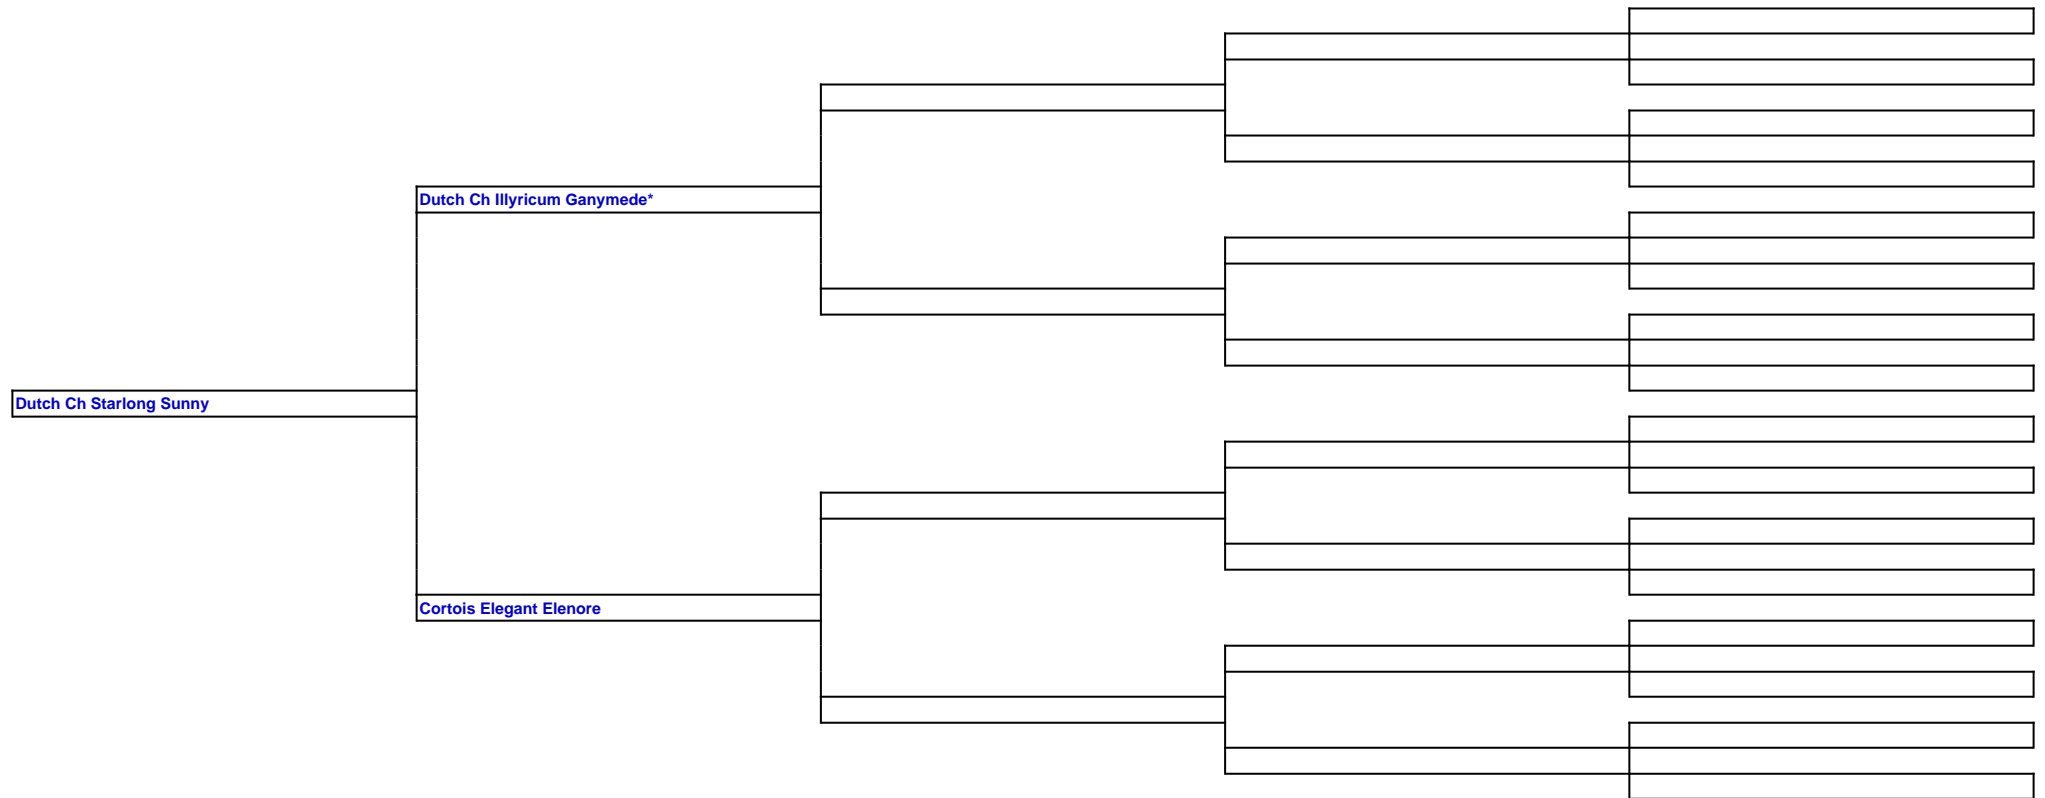 Dutch Ch Illyricum Ganymede*
Dutch Ch Starlong Sunny
Cortois Elegant Elenore